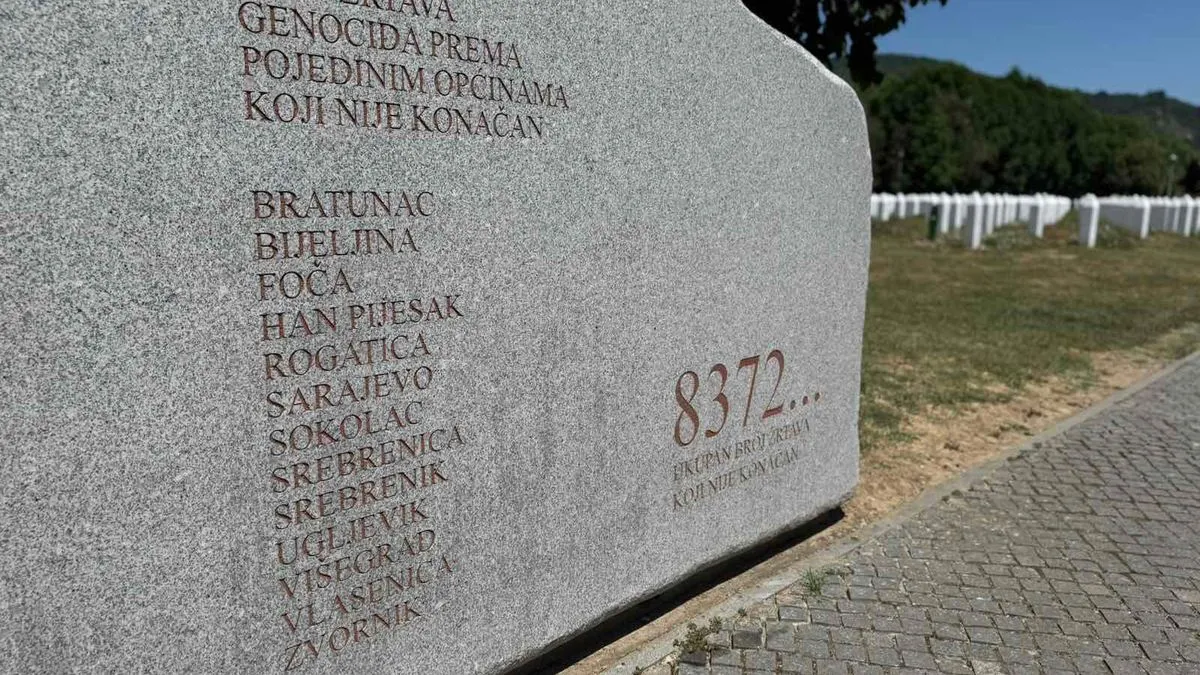 GENOCIDA PREMA
POJEDINIM OPĆINAMA
KOJI NIJE KONAČAN
BRATUNAC
BIJELJINA
FOČA
HAN PIJESAK
ROGATICA
SARAJEVO
SOKOLAC
SREBRENICA
SREBRENIK
UGLJEVIK
VIŠEGRAD
VLASENICA
ZVORNIK
8372...
UKUPAN BROJ ŽRTAVA
KOJI NIJE KONAČAN